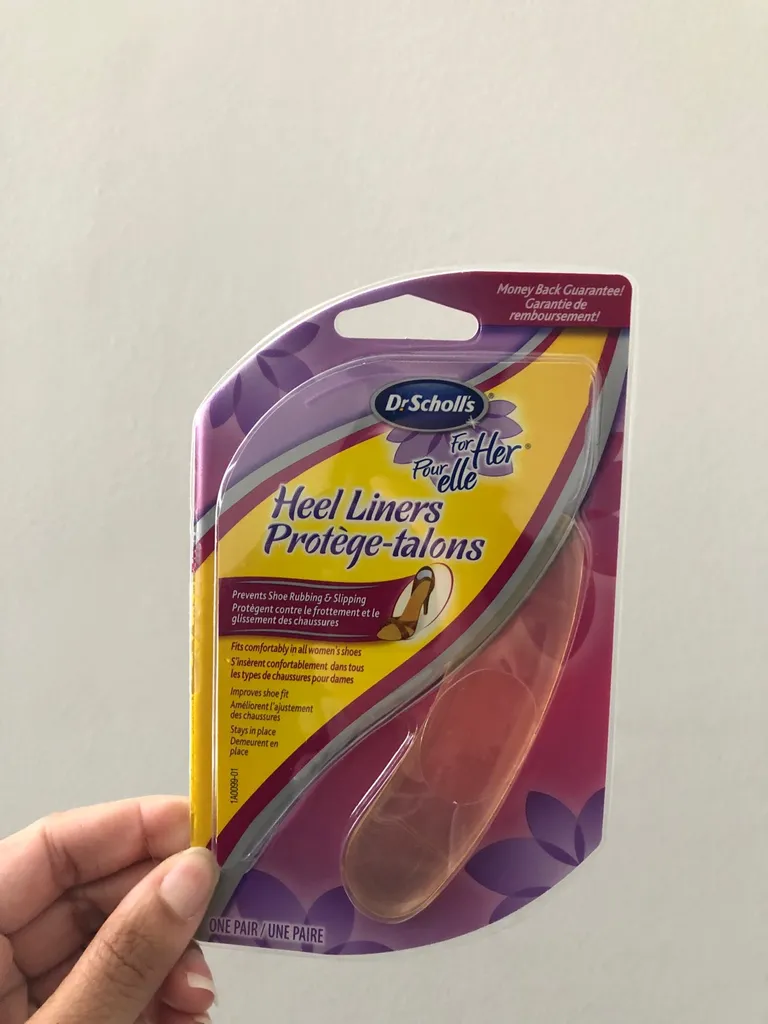 Money Back Guarantee!
Garantie de
remboursement!
Dr Scholl's®
For Her®
Pour elle
Heel Liners
Protège-talons
Prevents Shoe Rubbing & Slipping
Protègent contre le frottement et le
glissement des chaussures
Fits comfortably in all women's shoes
S'insèrent confortablement dans tous
les types de chaussures pour dames
Improves shoe fit
Améliorent l'ajustement
des chaussures
Stays in place
Demeurent en
place
1A0099-01
ONE PAIR / UNE PAIRE